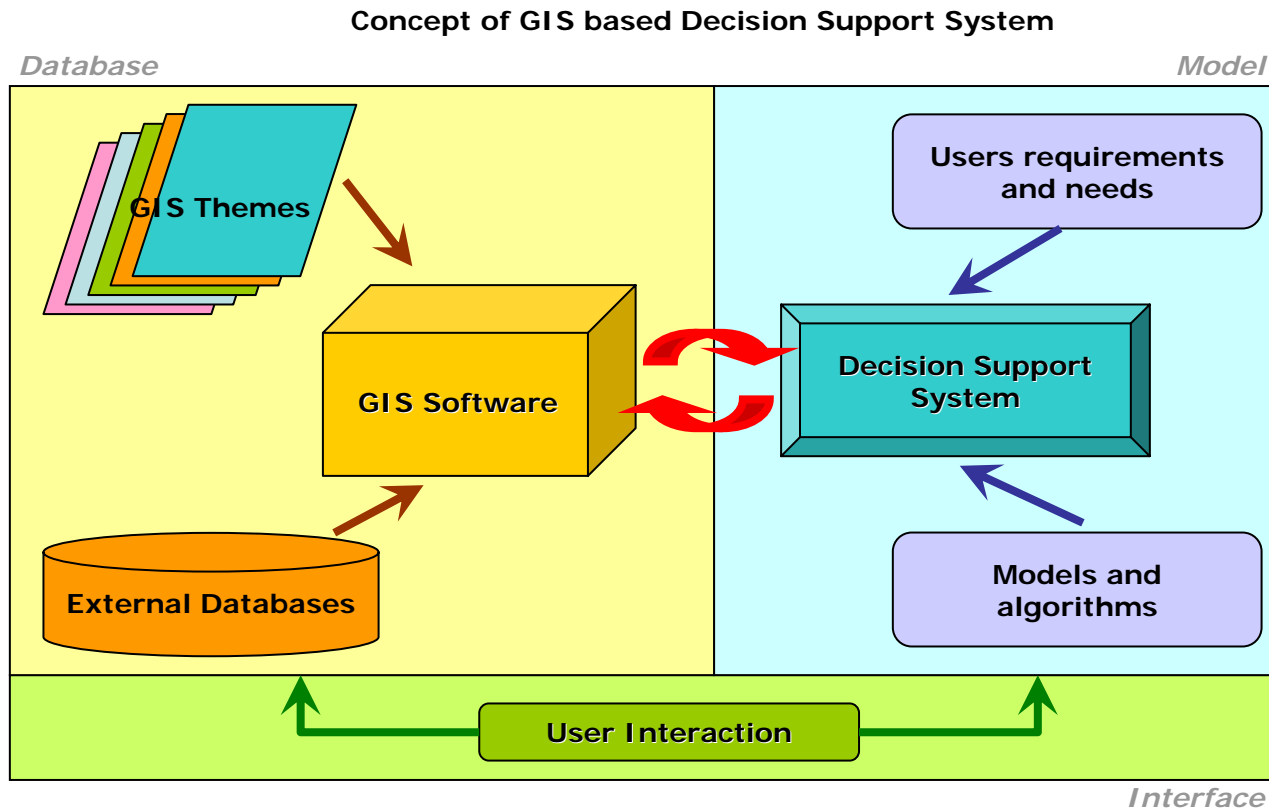 Concept of GIS based Decision Support System
Database
Model
GIS Themes
Users requirements
and needs
GIS Software
Decision Support
System
External Databases
Models and
algorithms
User Interaction
Interface